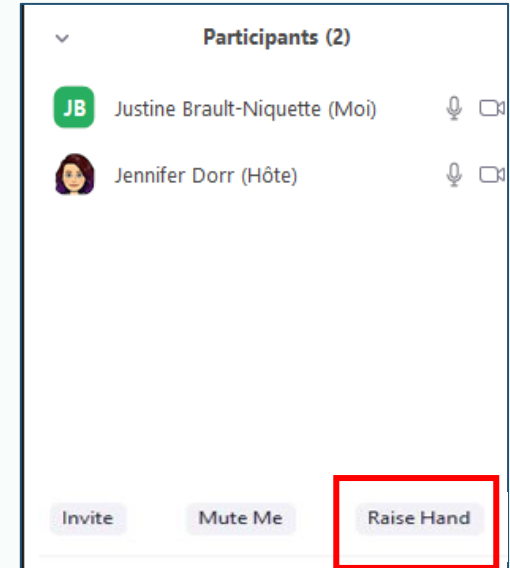 Participants (2)
JB Justine Brault-Niquette (Moi)
Jennifer Dorr (Hôte)
Invite Mute Me Raise Hand